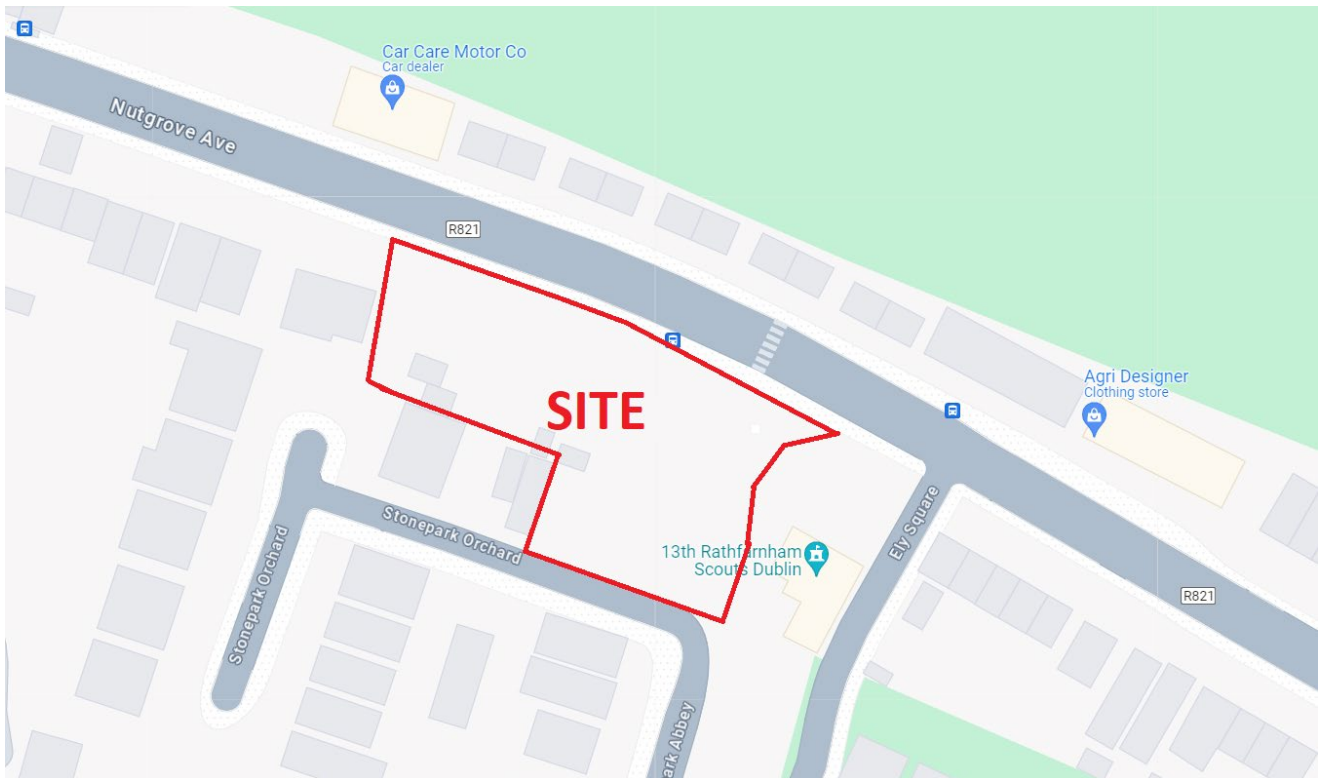 Car Care Motor Co
Car dealer
Nutgrove Ave
R821
Agri Designer
Clothing store
SITE
Stonepark Orchard
Ely Square
13th Rathfarnham
Scouts Dublin
Stonepark Orchard
R821
ark Abbey